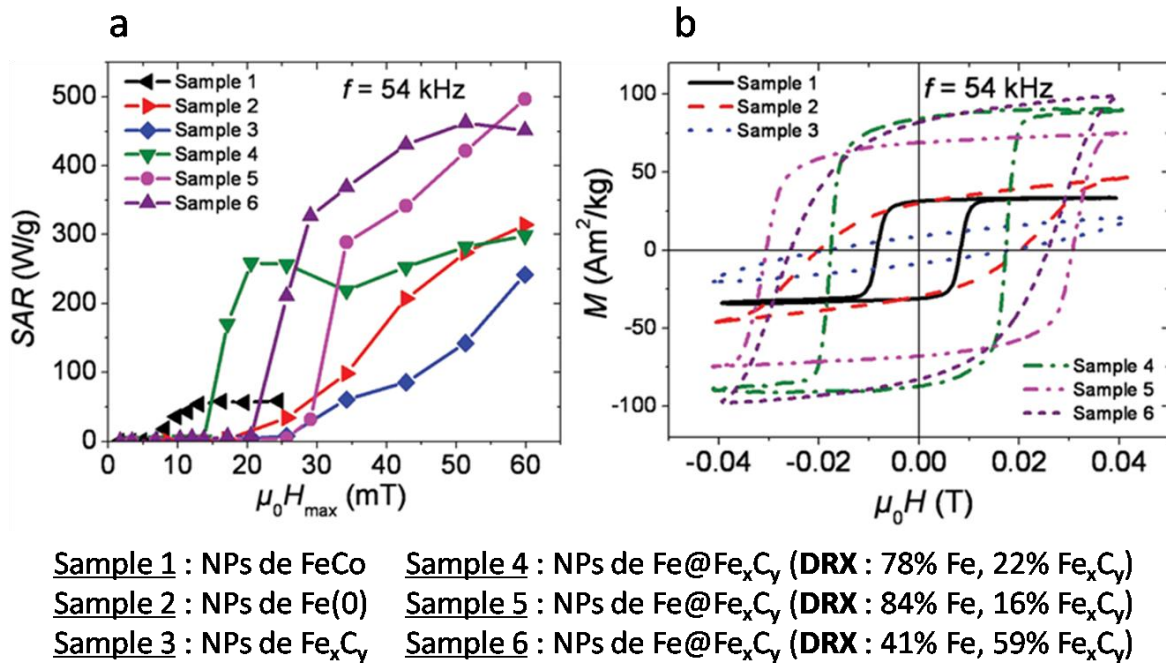 a
b
f = 54 kHz
Sample 1
Sample 2
Sample 3
Sample 4
Sample 5
Sample 6
500
400
300
200
100
0
SAR (W/g)
0 10 20 30 40 50 60
μ₀Hmax (mT)
f = 54 kHz
Sample 1
Sample 2
Sample 3
Sample 4
Sample 5
Sample 6
100
50
0
-50
-100
M (Am²/kg)
-0.04 -0.02 0.00 0.02 0.04
μ₀H (T)
Sample 1 : NPs de FeCo
Sample 4 : NPs de Fe@FexCy (DRX : 78% Fe, 22% FexCy)
Sample 2 : NPs de Fe(0)
Sample 5 : NPs de Fe@FexCy (DRX : 84% Fe, 16% FexCy)
Sample 3 : NPs de FexCy
Sample 6 : NPs de Fe@FexCy (DRX : 41% Fe, 59% FexCy)